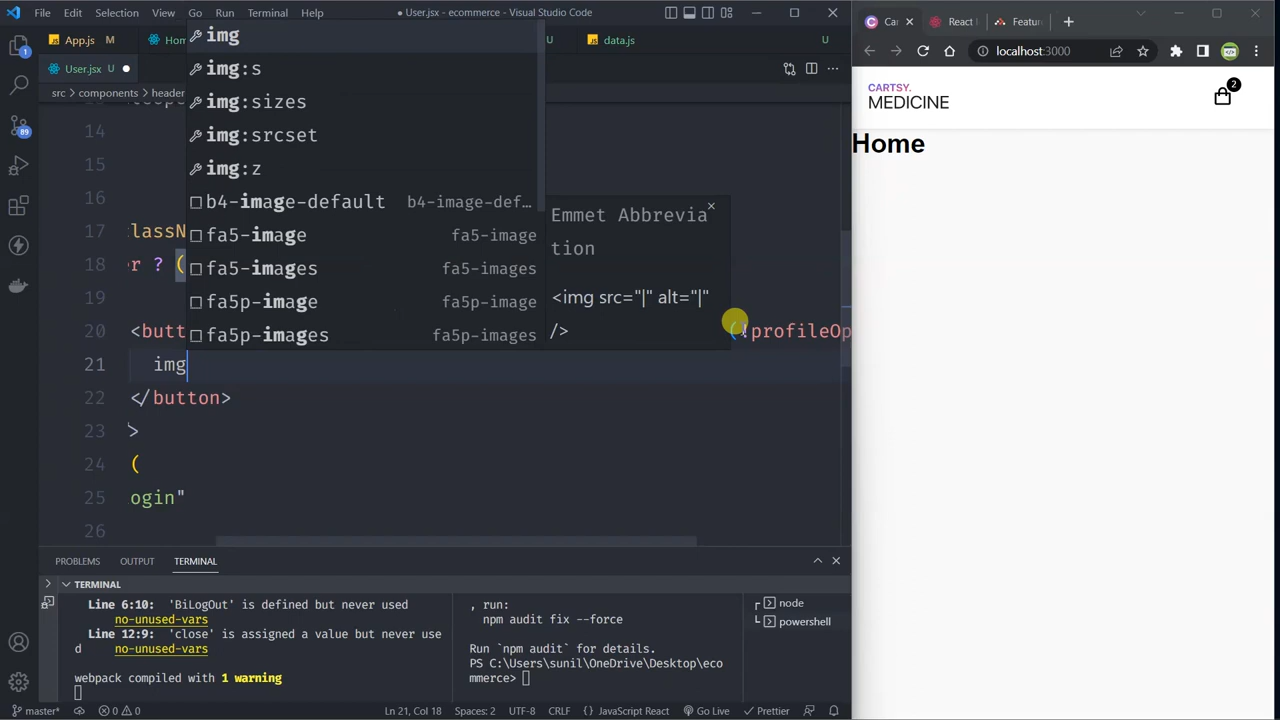 File Edit Selection View Go Run Terminal Help
● User.jsx - ecommerce - Visual Studio Code
App.js M
Hom
U
data.js U
User.jsx U ●
src > components > header
14
15
16
17 lassN
18 r ? (
19
20 <butt (!profileOp
21 img
22 </button>
23 >
24 (
25 ogin"
26
img
img:s
img:sizes
img:srcset
img:z
b4-image-default b4-image-def…
fa5-image fa5-image
fa5-images fa5-images
fa5p-image fa5p-image
fa5p-images fa5p-images
Emmet Abbrevia
tion
<img src="|" alt="|"
/>
PROBLEMS OUTPUT TERMINAL
TERMINAL
Line 6:10: 'BiLogOut' is defined but never used
no-unused-vars
Line 12:9: 'close' is assigned a value but never use
d no-unused-vars
webpack compiled with 1 warning
, run:
npm audit fix --force
Run `npm audit` for details.
PS C:\Users\sunil\OneDrive\Desktop\eco
mmerce>
node
powershell
1
89
master* 0 0 Ln 21, Col 18 Spaces: 2 UTF-8 CRLF {} JavaScript React Go Live Prettier
Car
React I
Featur
localhost:3000
CARTSY.
MEDICINE
2
Home